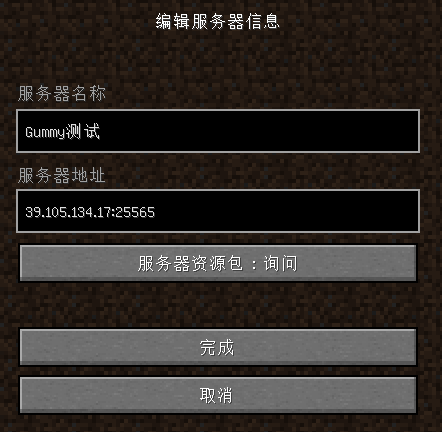 编辑服务器信息
服务器名称
Gummy测试
服务器地址
39.105.134.17:25565
服务器资源包：询问
完成
取消